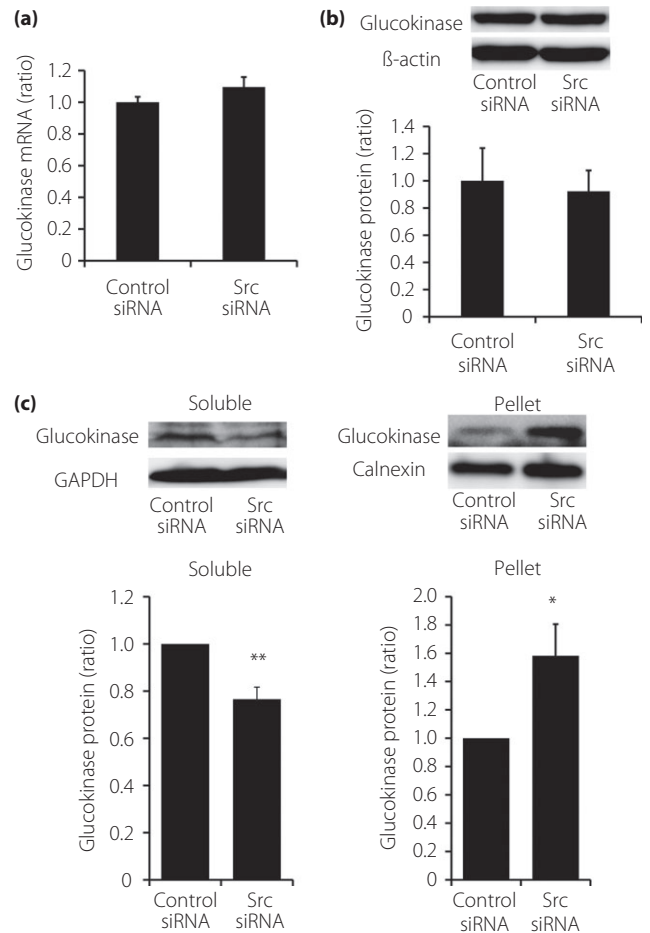 (a)
Glucokinase mRNA (ratio)
1.2
1.0
0.8
0.6
0.4
0.2
0
Control
siRNA
Src
siRNA
(b)
Glucokinase
ß-actin
Control
siRNA
Src
siRNA
Glucokinase protein (ratio)
1.4
1.2
1.0
0.8
0.6
0.4
0.2
0
Control
siRNA
Src
siRNA
(c)
Soluble
Glucokinase
GAPDH
Control
siRNA
Src
siRNA
Soluble
Glucokinase protein (ratio)
1.2
1.0
0.8
0.6
0.4
0.2
0
**
Control
siRNA
Src
siRNA
Pellet
Glucokinase
Calnexin
Control
siRNA
Src
siRNA
Pellet
Glucokinase protein (ratio)
2.0
1.8
1.6
1.4
1.2
1.0
0.8
0.6
0.4
0.2
0
*
Control
siRNA
Src
siRNA